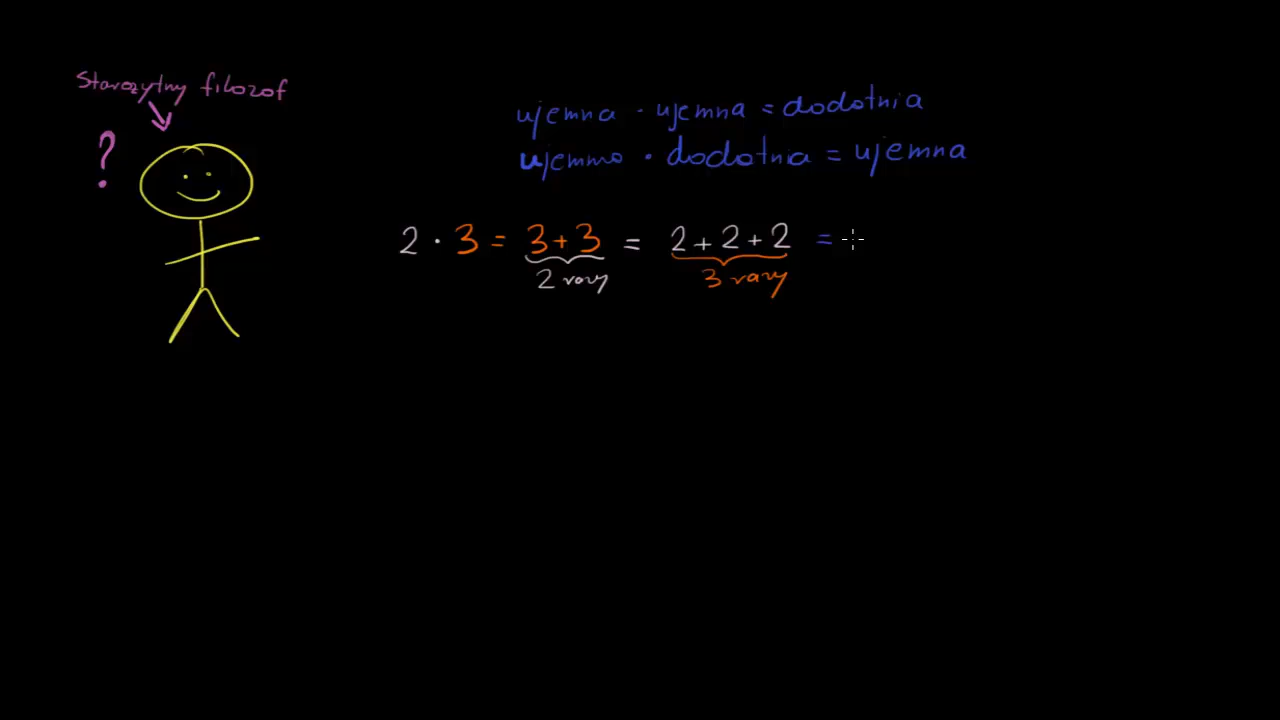 Starożytny filozof
?
ujemna · ujemna = dodatnia
ujemna · dodatnia = ujemna
2 · 3 = 3 + 3 = 2 + 2 + 2 =
2 razy 3 razy